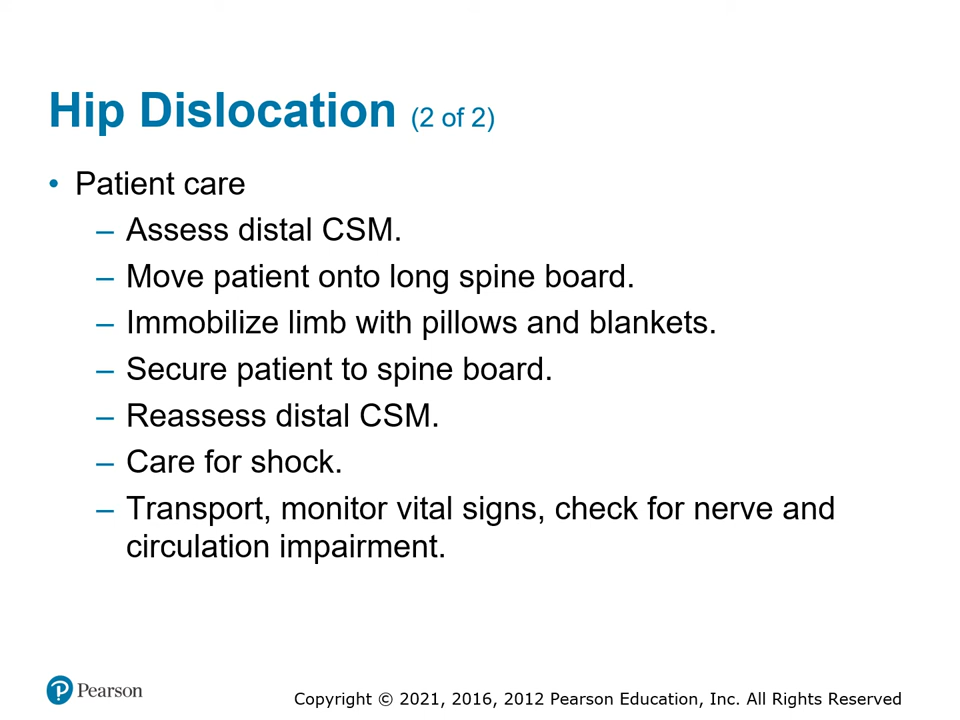 Hip Dislocation (2 of 2)
• Patient care
– Assess distal CSM.
– Move patient onto long spine board.
– Immobilize limb with pillows and blankets.
– Secure patient to spine board.
– Reassess distal CSM.
– Care for shock.
– Transport, monitor vital signs, check for nerve and
circulation impairment.
Pearson
Copyright © 2021, 2016, 2012 Pearson Education, Inc. All Rights Reserved